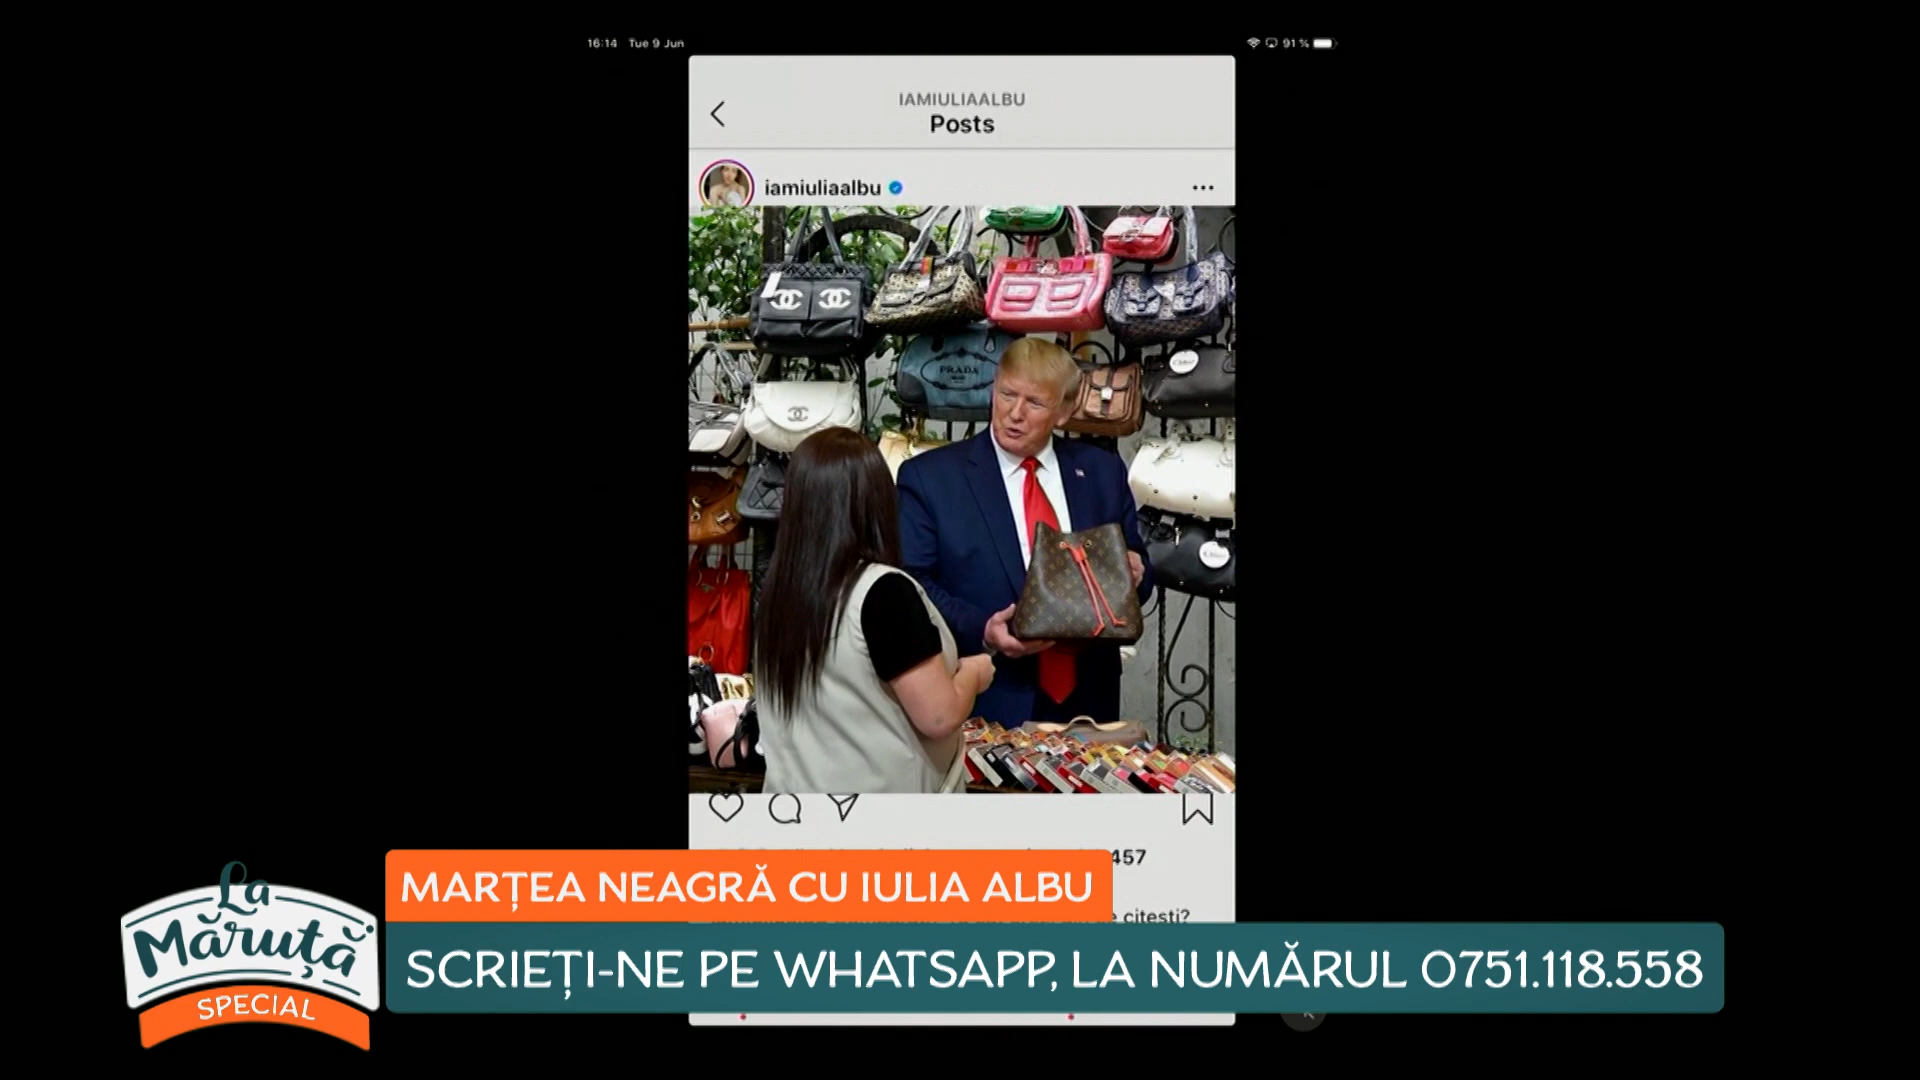 16:14 Tue 9 Jun
91 %
IAMIULIAALBU
Posts
iamiuliaalbu
PRADA
457
citești?
MARȚEA NEAGRĂ CU IULIA ALBU
SCRIEȚI-NE PE WHATSAPP, LA NUMĂRUL 0751.118.558
La
Măruță
SPECIAL